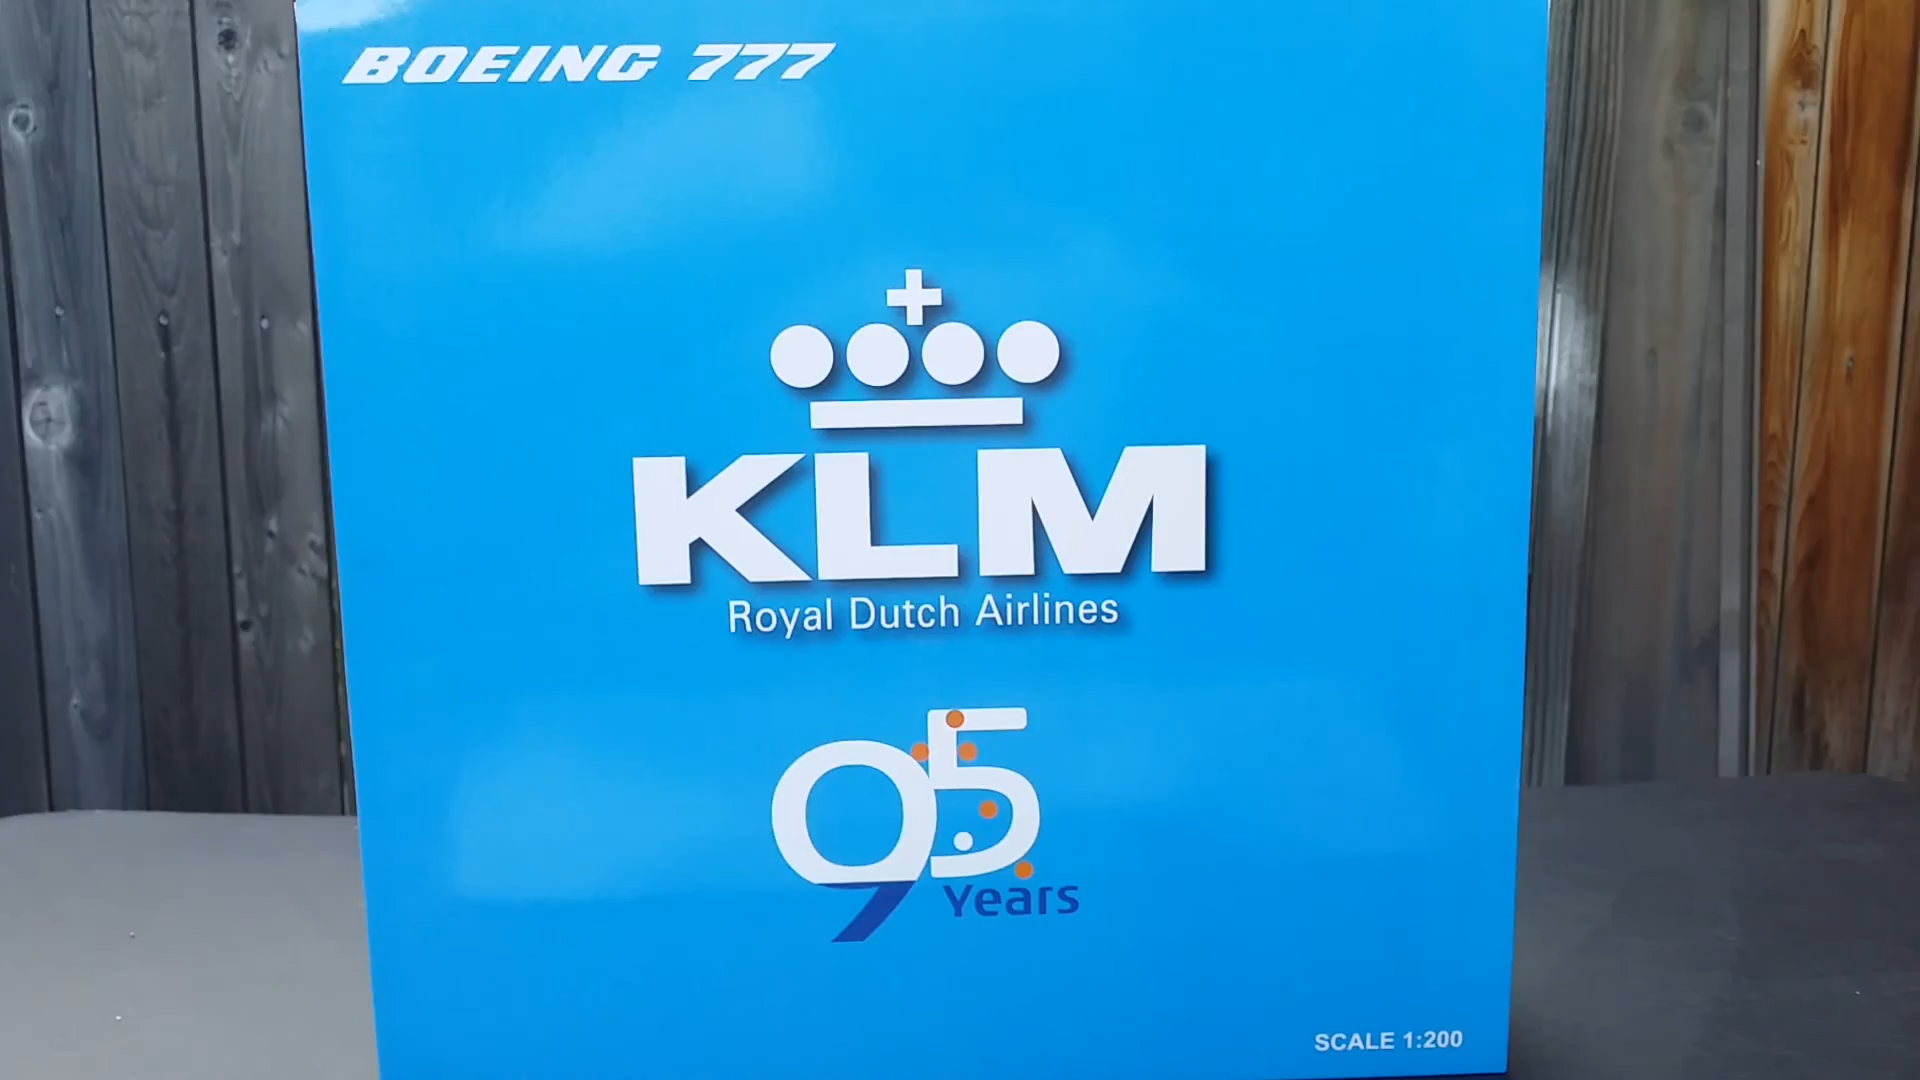 BOEING 777
KLM
Royal Dutch Airlines
95
Years
SCALE 1:200